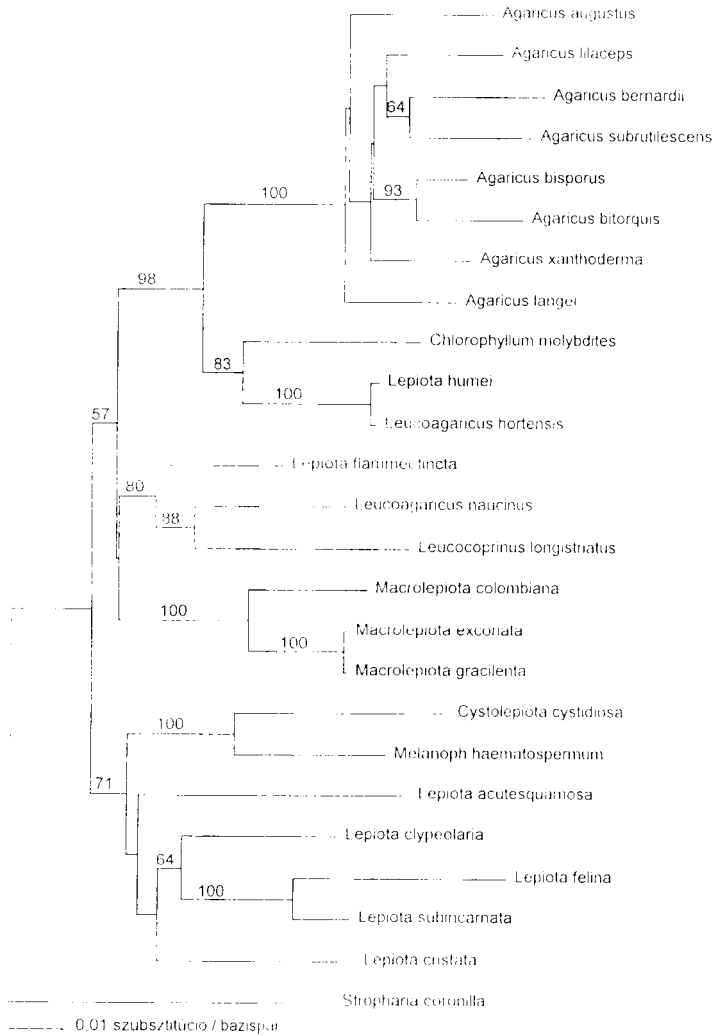 Agaricus augustus
Agaricus lilaceps
64
Agaricus bernardii
Agaricus subrutilescens
93
Agaricus bisporus
100
Agaricus bitorquis
Agaricus xanthoderma
98
Agaricus langei
Chlorophyllum molybdites
83
100
Lepiota humei
57
Leucoagaricus hortensis
Lepiota flammeotincta
80
88
Leucoagaricus naucinus
Leucocoprinus longistriatus
Macrolepiota colombiana
100
100
Macrolepiota excoriata
Macrolepiota gracilenta
Cystolepiota cystidiosa
100
Melanoph haematospermum
71
Lepiota acutesquamosa
Lepiota clypeolaria
64
100
Lepiota felina
Lepiota subincarnata
Lepiota cristata
Stropharia coronilla
0,01 szubsztitúció / bázispár